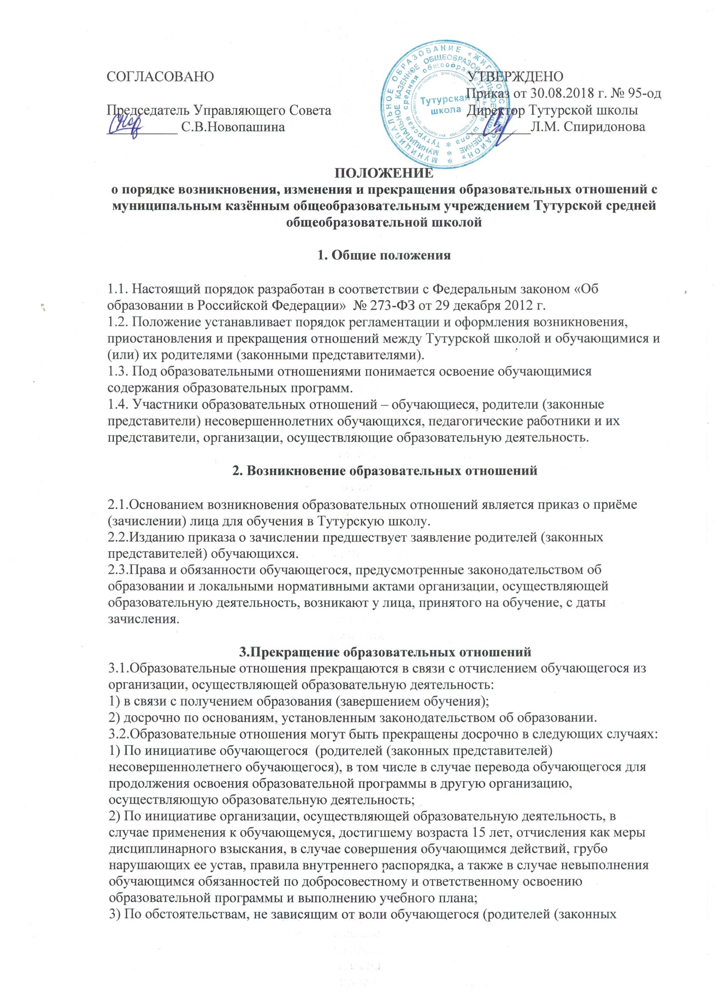 СОГЛАСОВАНО УТВЕРЖДЕНО
Приказ от 30.08.2018 г. № 95-од
Председатель Управляющего Совета Директор Тутурской школы
__________ С.В.Новопашина _________Л.М. Спиридонова
МУНИЦИПАЛЬНОЕ ОБРАЗОВАНИЕ «ЖИГАЛОВСКИЙ РАЙОН»
МУНИЦИПАЛЬНОЕ КАЗЕННОЕ ОБЩЕОБРАЗОВАТЕЛЬНОЕ УЧРЕЖДЕНИЕ
Тутурская средняя общеобразовательная школа
Тутурская
школа
ПОЛОЖЕНИЕ
о порядке возникновения, изменения и прекращения образовательных отношений с
муниципальным казённым общеобразовательным учреждением Тутурской средней
общеобразовательной школой
1. Общие положения
1.1. Настоящий порядок разработан в соответствии с Федеральным законом «Об
образовании в Российской Федерации» № 273-ФЗ от 29 декабря 2012 г.
1.2. Положение устанавливает порядок регламентации и оформления возникновения,
приостановления и прекращения отношений между Тутурской школой и обучающимися и
(или) их родителями (законными представителями).
1.3. Под образовательными отношениями понимается освоение обучающимися
содержания образовательных программ.
1.4. Участники образовательных отношений – обучающиеся, родители (законные
представители) несовершеннолетних обучающихся, педагогические работники и их
представители, организации, осуществляющие образовательную деятельность.
2. Возникновение образовательных отношений
2.1.Основанием возникновения образовательных отношений является приказ о приёме
(зачислении) лица для обучения в Тутурскую школу.
2.2.Изданию приказа о зачислении предшествует заявление родителей (законных
представителей) обучающихся.
2.3.Права и обязанности обучающегося, предусмотренные законодательством об
образовании и локальными нормативными актами организации, осуществляющей
образовательную деятельность, возникают у лица, принятого на обучение, с даты
зачисления.
3.Прекращение образовательных отношений
3.1.Образовательные отношения прекращаются в связи с отчислением обучающегося из
организации, осуществляющей образовательную деятельность:
1) в связи с получением образования (завершением обучения);
2) досрочно по основаниям, установленным законодательством об образовании.
3.2.Образовательные отношения могут быть прекращены досрочно в следующих случаях:
1) По инициативе обучающегося (родителей (законных представителей)
несовершеннолетнего обучающегося), в том числе в случае перевода обучающегося для
продолжения освоения образовательной программы в другую организацию,
осуществляющую образовательную деятельность;
2) По инициативе организации, осуществляющей образовательную деятельность, в
случае применения к обучающемуся, достигшему возраста 15 лет, отчисления как меры
дисциплинарного взыскания, в случае совершения обучающимся действий, грубо
нарушающих ее устав, правила внутреннего распорядка, а также в случае невыполнения
обучающимся обязанностей по добросовестному и ответственному освоению
образовательной программы и выполнению учебного плана;
3) По обстоятельствам, не зависящим от воли обучающегося (родителей (законных